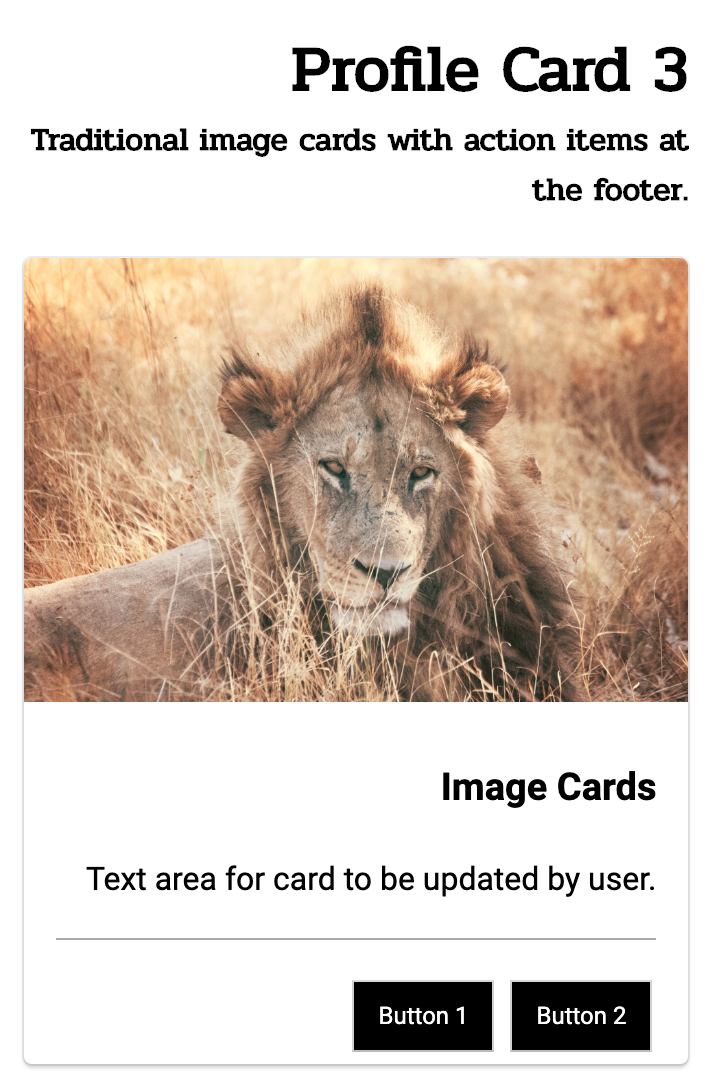 Profile Card 3
Traditional image cards with action items at
the footer.
Image Cards
Text area for card to be updated by user.
Button 1
Button 2